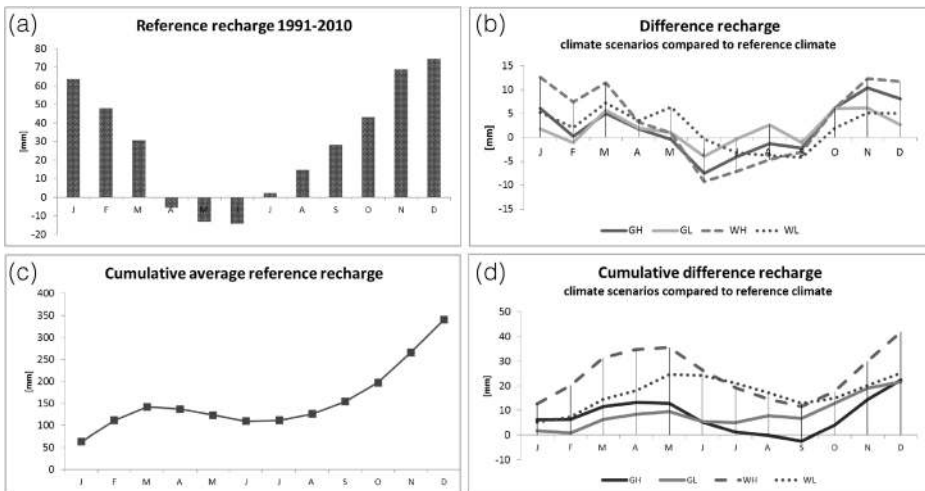 (a)
Reference recharge 1991-2010
[mm]
80
70
60
50
40
30
20
10
0
-10
-20
J F M A M J J A S O N D
(b)
Difference recharge
climate scenarios compared to reference climate
[mm]
15
10
5
0
-5
-10
-15
J F M A M J J A S O N D
GH GL WH WL
(c)
Cumulative average reference recharge
[mm]
400
350
300
250
200
150
100
50
0
J F M A M J J A S O N D
(d)
Cumulative difference recharge
climate scenarios compared to reference climate
[mm]
50
40
30
20
10
0
-10
J F M A M J J A S O N D
GH GL WH WL